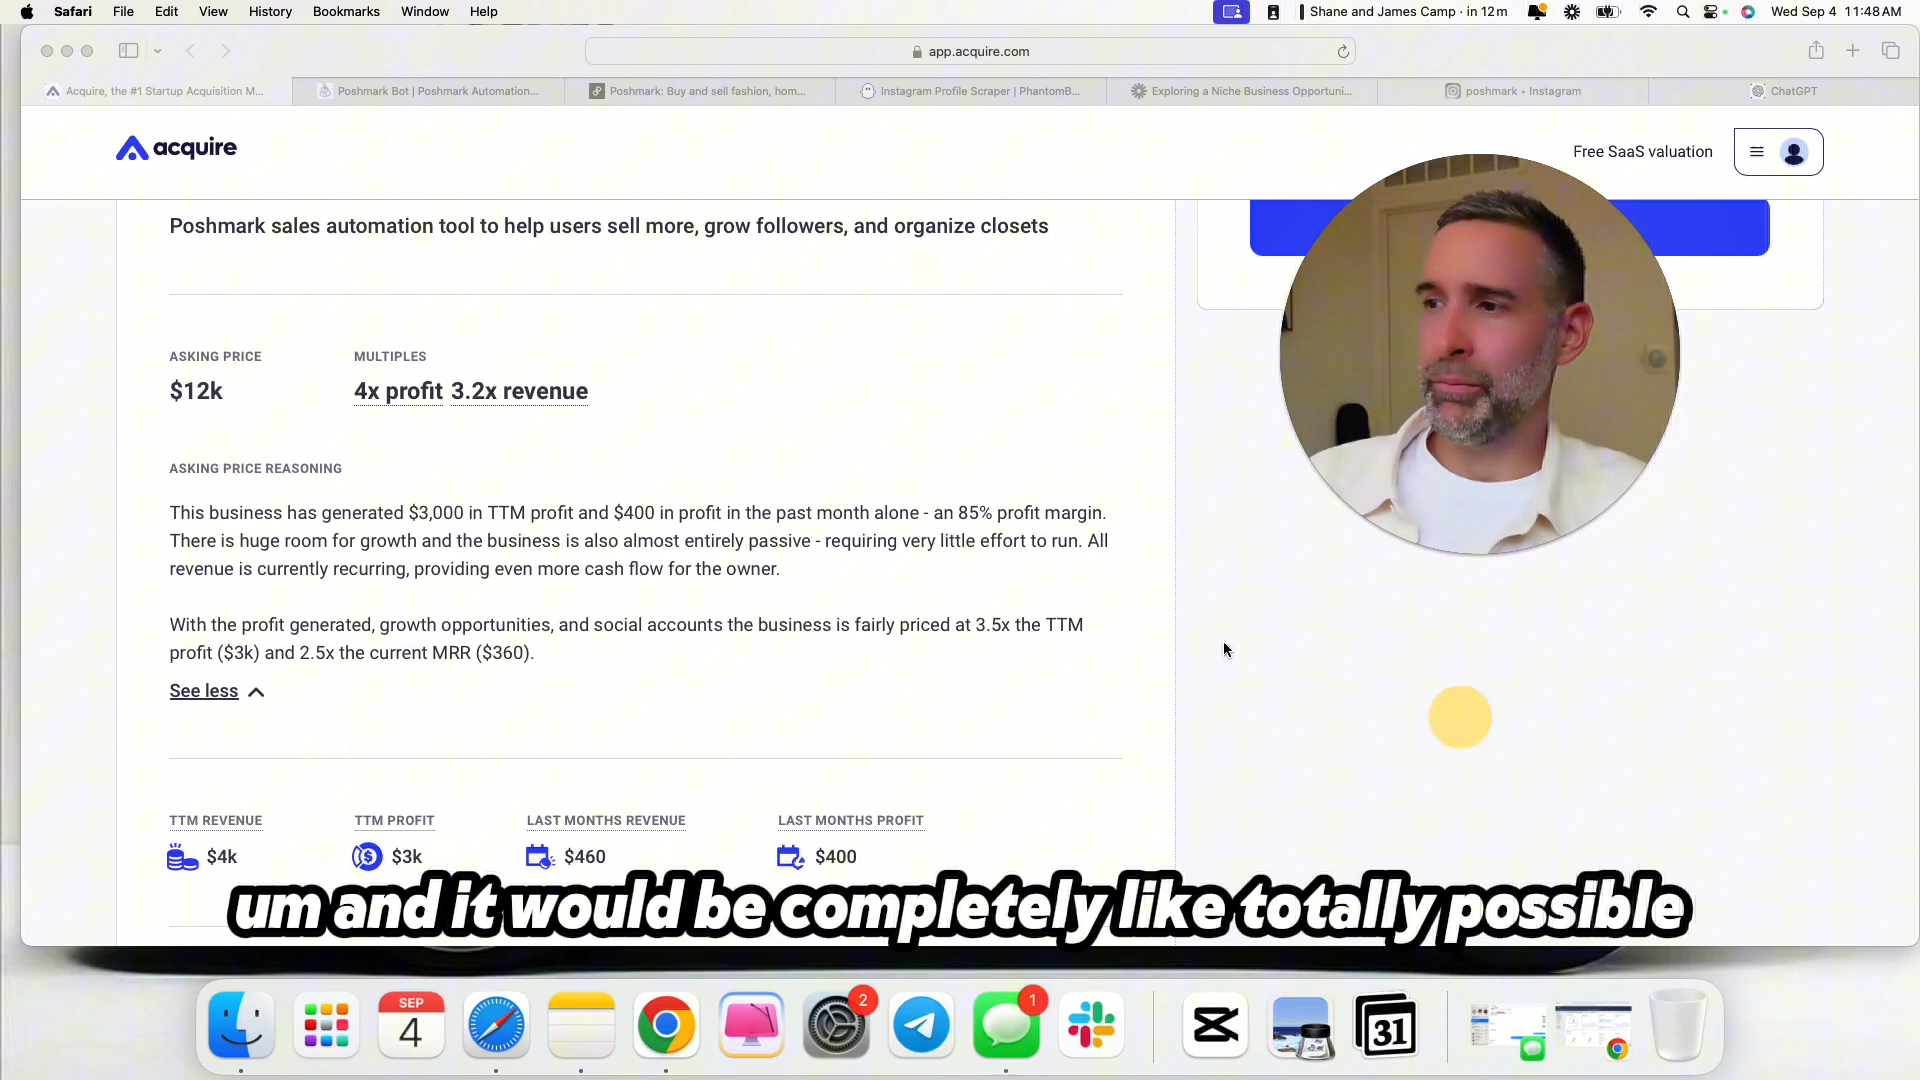 Safari File Edit View History Bookmarks Window Help Shane and James Camp · in 12m Wed Sep 4 11:48 AM
app.acquire.com
Acquire, the #1 Startup Acquisition M... Poshmark Bot | Poshmark Automation... Poshmark: Buy and sell fashion, hom... Instagram Profile Scraper | PhantomB... Exploring a Niche Business Opportuni... poshmark • Instagram ChatGPT
acquire Free SaaS valuation
Poshmark sales automation tool to help users sell more, grow followers, and organize closets
ASKING PRICE MULTIPLES
$12k 4x profit 3.2x revenue
ASKING PRICE REASONING
This business has generated $3,000 in TTM profit and $400 in profit in the past month alone - an 85% profit margin.
There is huge room for growth and the business is also almost entirely passive - requiring very little effort to run. All
revenue is currently recurring, providing even more cash flow for the owner.
With the profit generated, growth opportunities, and social accounts the business is fairly priced at 3.5x the TTM
profit ($3k) and 2.5x the current MRR ($360).
See less
TTM REVENUE TTM PROFIT LAST MONTHS REVENUE LAST MONTHS PROFIT
$4k $3k $460 $400
um and it would be completely like totally possible
SEP 2 1
4 31